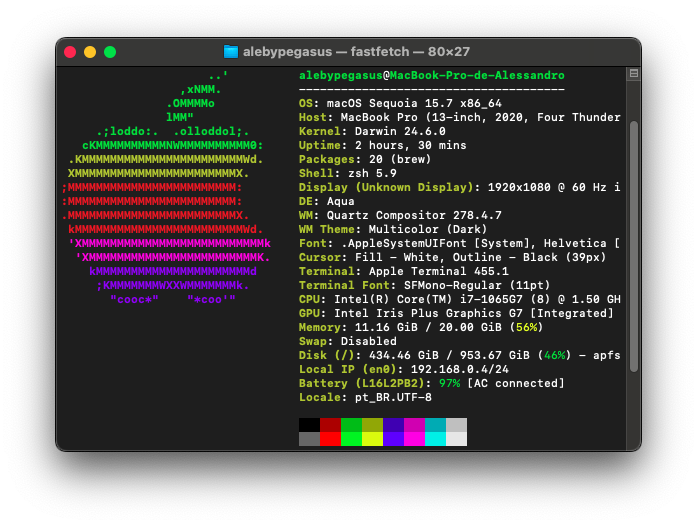 alebypegasus — fastfetch — 80×27
..'
,xNMM.
.OMMMMo
lMM"
.;loddo:.  .olloddol;.
cKMMMMMMMMMMNWMMMMMMMMMM0:
.KMMMMMMMMMMMMMMMMMMMMMMMWd.
XMMMMMMMMMMMMMMMMMMMMMMMX.
;MMMMMMMMMMMMMMMMMMMMMMMM:
:MMMMMMMMMMMMMMMMMMMMMMMM:
.MMMMMMMMMMMMMMMMMMMMMMMMX.
kMMMMMMMMMMMMMMMMMMMMMMMMWd.
'XMMMMMMMMMMMMMMMMMMMMMMMMMMk
'XMMMMMMMMMMMMMMMMMMMMMMMMK.
kMMMMMMMMMMMMMMMMMMMMMMd
;KMMMMMMMWXXWMMMMMMMk.
"cooc*"    "*coo'"
alebypegasus@MacBook-Pro-de-Alessandro
--------------------------------------
OS: macOS Sequoia 15.7 x86_64
Host: MacBook Pro (13-inch, 2020, Four Thunder
Kernel: Darwin 24.6.0
Uptime: 2 hours, 30 mins
Packages: 20 (brew)
Shell: zsh 5.9
Display (Unknown Display): 1920x1080 @ 60 Hz i
DE: Aqua
WM: Quartz Compositor 278.4.7
WM Theme: Multicolor (Dark)
Font: .AppleSystemUIFont [System], Helvetica [
Cursor: Fill - White, Outline - Black (39px)
Terminal: Apple Terminal 455.1
Terminal Font: SFMono-Regular (11pt)
CPU: Intel(R) Core(TM) i7-1065G7 (8) @ 1.50 GH
GPU: Intel Iris Plus Graphics G7 [Integrated]
Memory: 11.16 GiB / 20.00 GiB (56%)
Swap: Disabled
Disk (/): 434.46 GiB / 953.67 GiB (46%) - apfs
Local IP (en0): 192.168.0.4/24
Battery (L16L2PB2): 97% [AC connected]
Locale: pt_BR.UTF-8